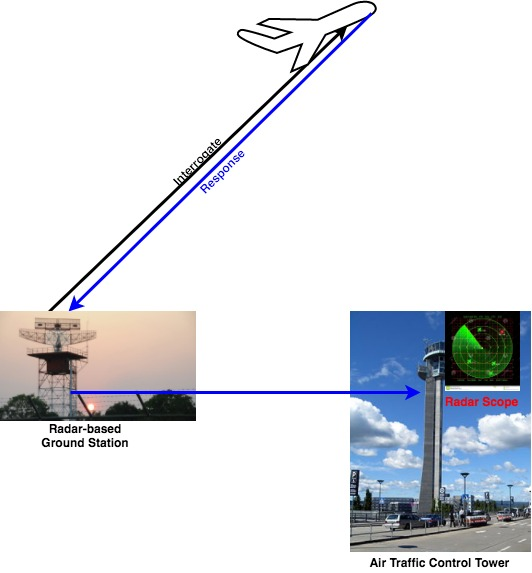 Interrogate
Response
Radar Scope
Radar-based
Ground Station
Air Traffic Control Tower